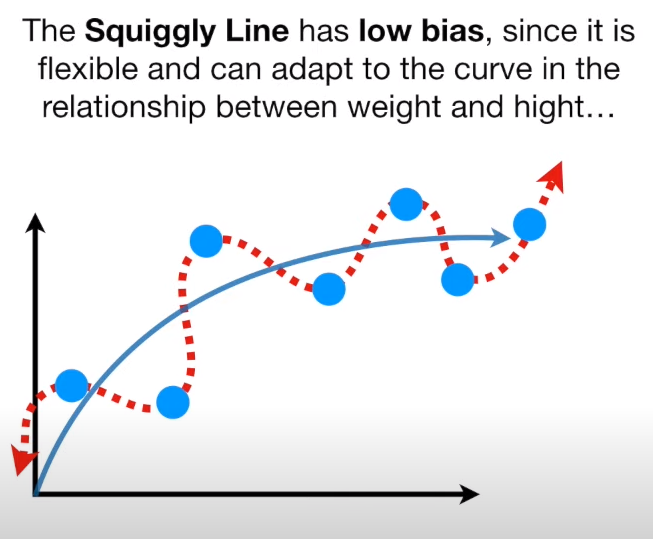 The Squiggly Line has low bias, since it is
flexible and can adapt to the curve in the
relationship between weight and hight…